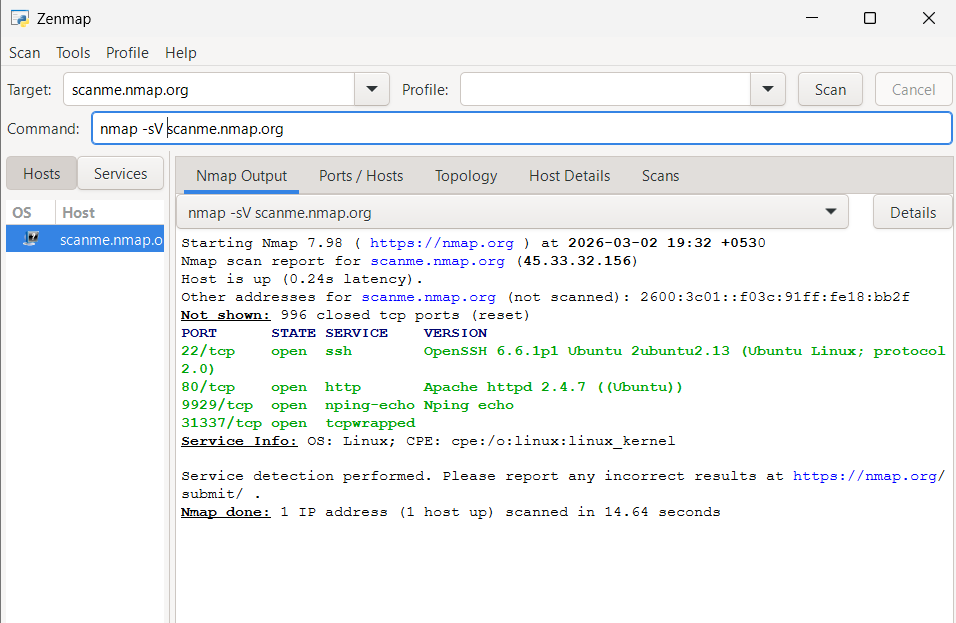 Zenmap
Scan Tools Profile Help
Target: scanme.nmap.org Profile: Scan Cancel
Command: nmap -sV scanme.nmap.org
Hosts Services
Nmap Output Ports / Hosts Topology Host Details Scans
OS Host
nmap -sV scanme.nmap.org Details
scanme.nmap.o
Starting Nmap 7.98 ( https://nmap.org ) at 2026-03-02 19:32 +0530
Nmap scan report for scanme.nmap.org (45.33.32.156)
Host is up (0.24s latency).
Other addresses for scanme.nmap.org (not scanned): 2600:3c01::f03c:91ff:fe18:bb2f
Not shown: 996 closed tcp ports (reset)
PORT STATE SERVICE VERSION
22/tcp open ssh OpenSSH 6.6.1p1 Ubuntu 2ubuntu2.13 (Ubuntu Linux; protocol
2.0)
80/tcp open http Apache httpd 2.4.7 ((Ubuntu))
9929/tcp open nping-echo Nping echo
31337/tcp open tcpwrapped
Service Info: OS: Linux; CPE: cpe:/o:linux:linux_kernel
Service detection performed. Please report any incorrect results at https://nmap.org/
submit/ .
Nmap done: 1 IP address (1 host up) scanned in 14.64 seconds